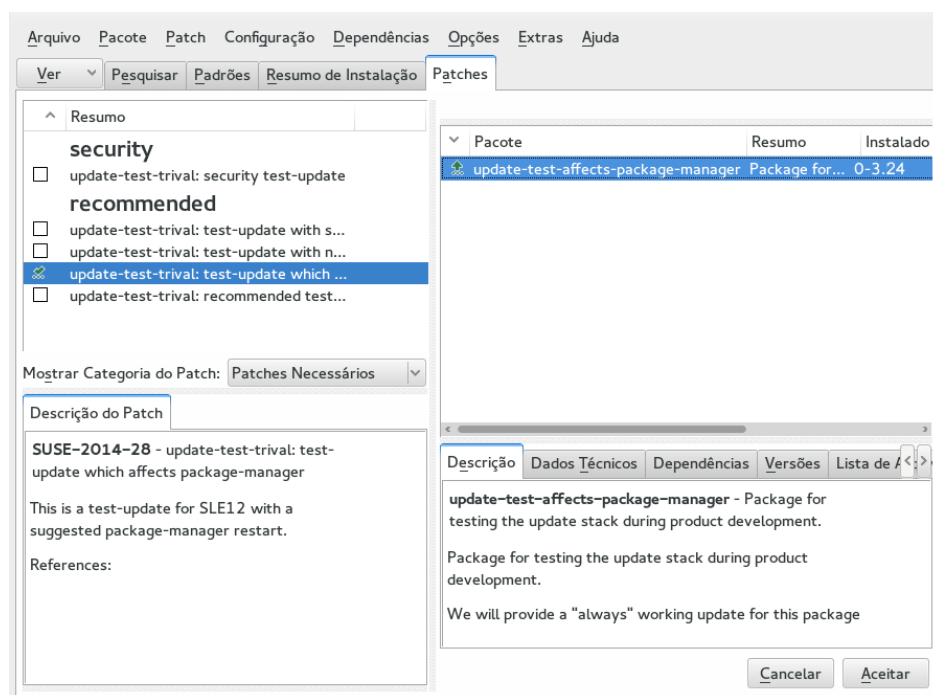 Arquivo Pacote Patch Configuração Dependências Opções Extras Ajuda
Ver Pesquisar Padrões Resumo de Instalação Patches
Resumo
security
update-test-trival: security test-update
recommended
update-test-trival: test-update with s...
update-test-trival: test-update with n...
update-test-trival: test-update which ...
update-test-trival: recommended test...
Mostrar Categoria do Patch: Patches Necessários
Descrição do Patch
SUSE-2014-28 - update-test-trival: test-
update which affects package-manager
This is a test-update for SLE12 with a
suggested package-manager restart.
References:
Pacote Resumo Instalado
update-test-affects-package-manager Package for... 0-3.24
Descrição Dados Técnicos Dependências Versões Lista de
update-test-affects-package-manager - Package for
testing the update stack during product development.
Package for testing the update stack during product
development.
We will provide a "always" working update for this package
Cancelar Aceitar